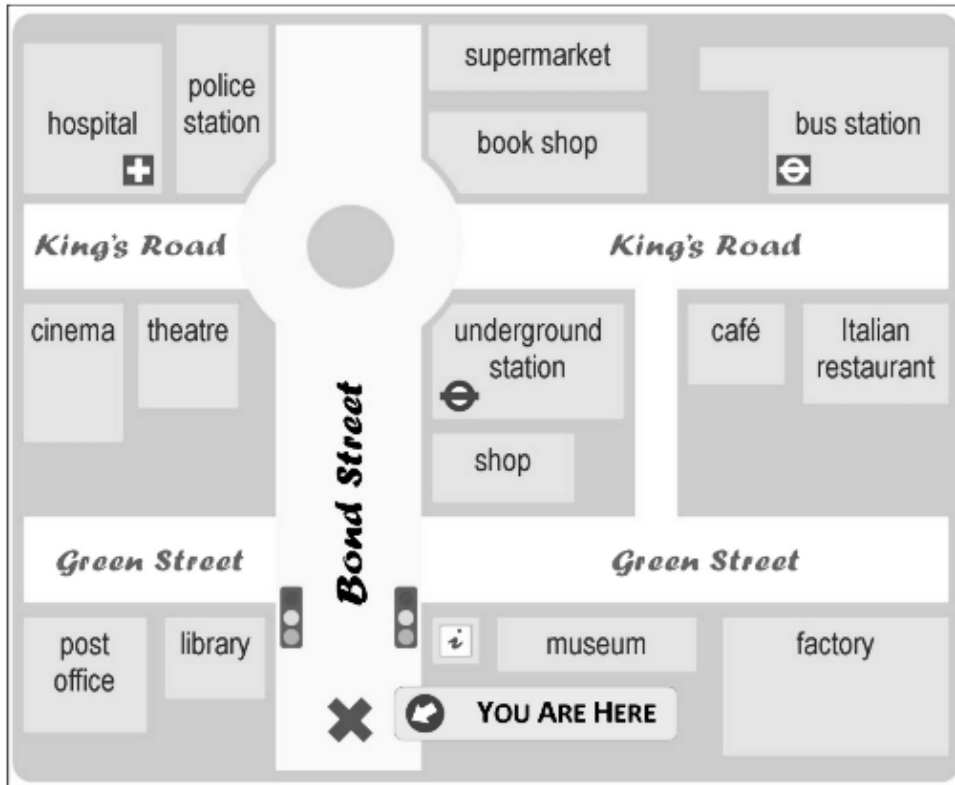 supermarket
police
station
hospital
book shop
bus station
King's Road
King's Road
cinema
theatre
underground
station
café
Italian
restaurant
Bond Street
shop
Green Street
Green Street
post
office
library
i
museum
factory
YOU ARE HERE